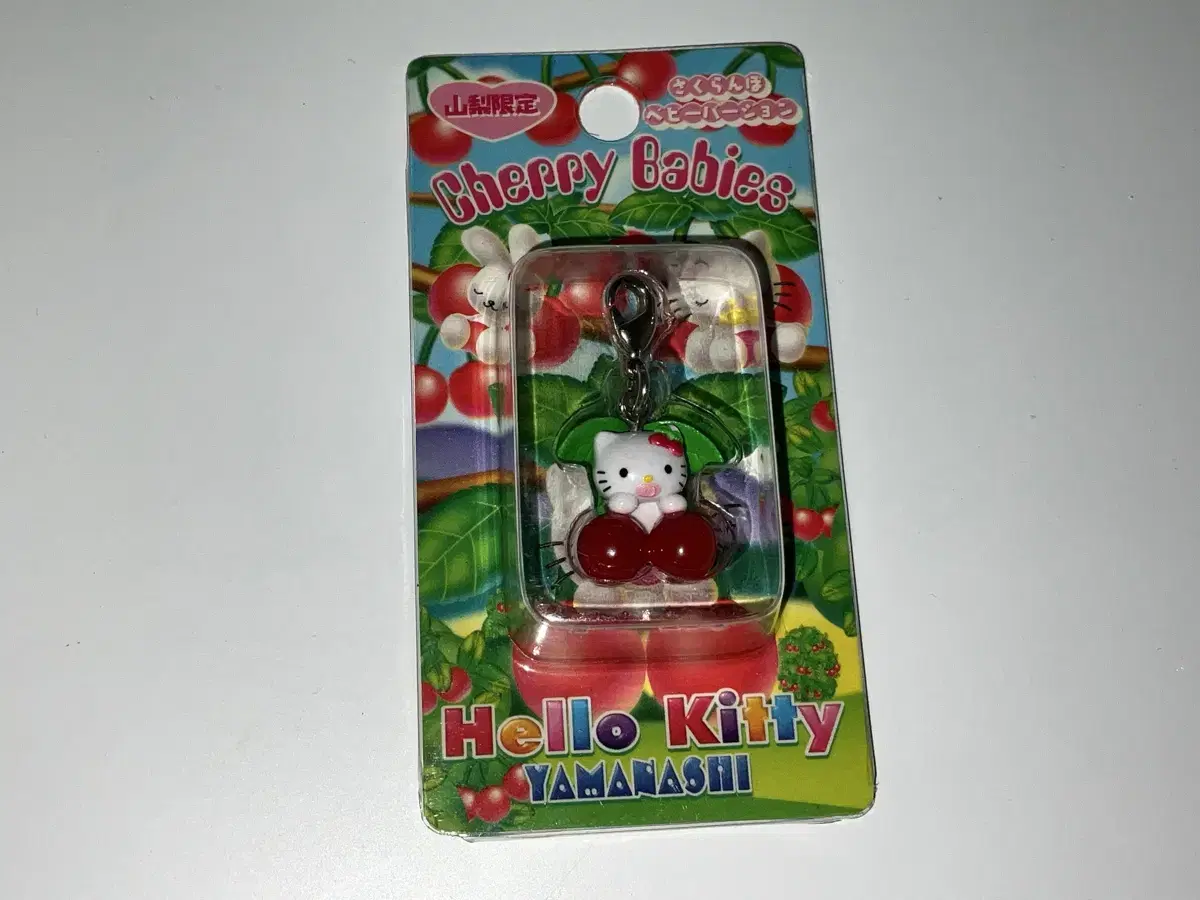 山梨限定
さくらんぼ
ベビーバージョン
Cherry Babies
Hello Kitty
YAMANASHI